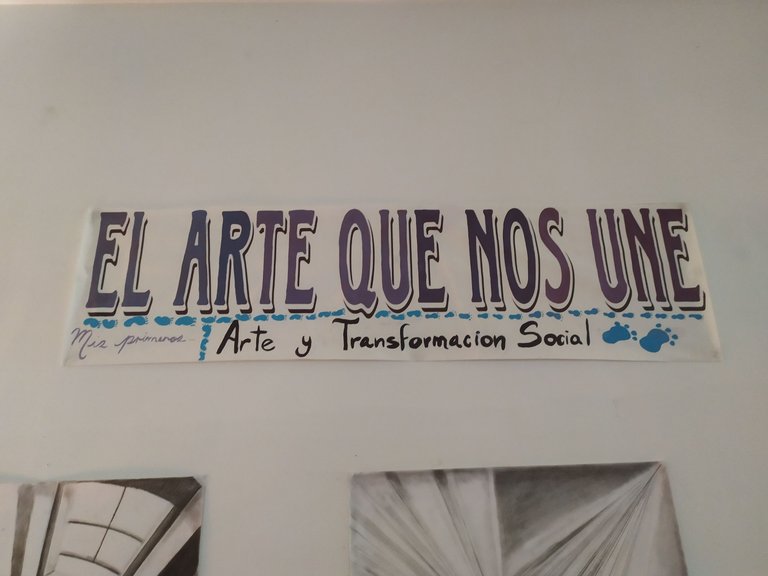 EL ARTE QUE NOS UNE
Mis primeros Arte y Transformacion Social